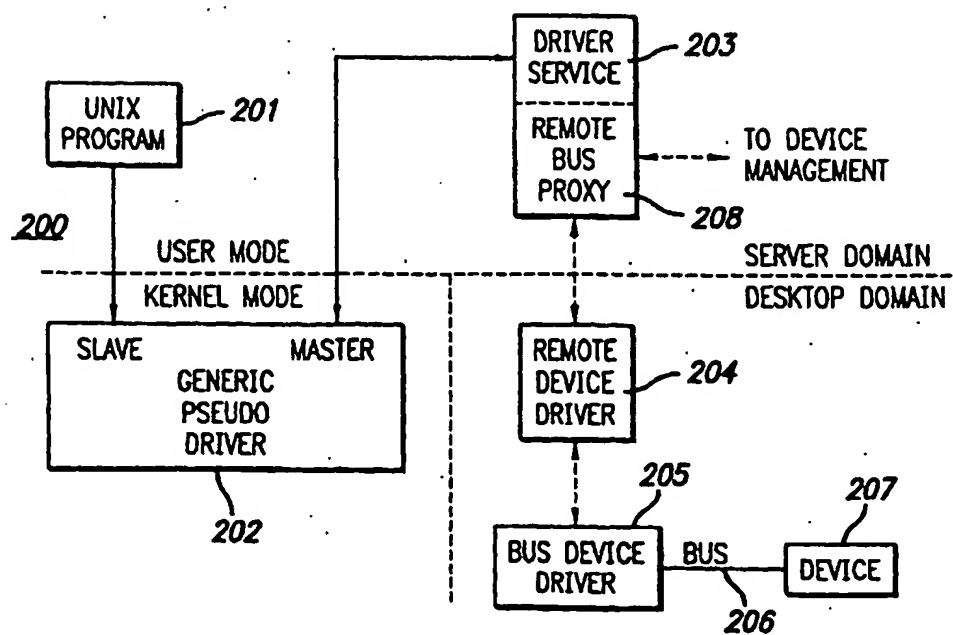 DRIVER
SERVICE
203
UNIX
PROGRAM
201
REMOTE
BUS
PROXY
208
TO DEVICE
MANAGEMENT
200
USER MODE
SERVER DOMAIN
KERNEL MODE
DESKTOP DOMAIN
SLAVE
MASTER
GENERIC
PSEUDO
DRIVER
202
REMOTE
DEVICE
DRIVER
204
205
207
BUS DEVICE
DRIVER
BUS
206
DEVICE